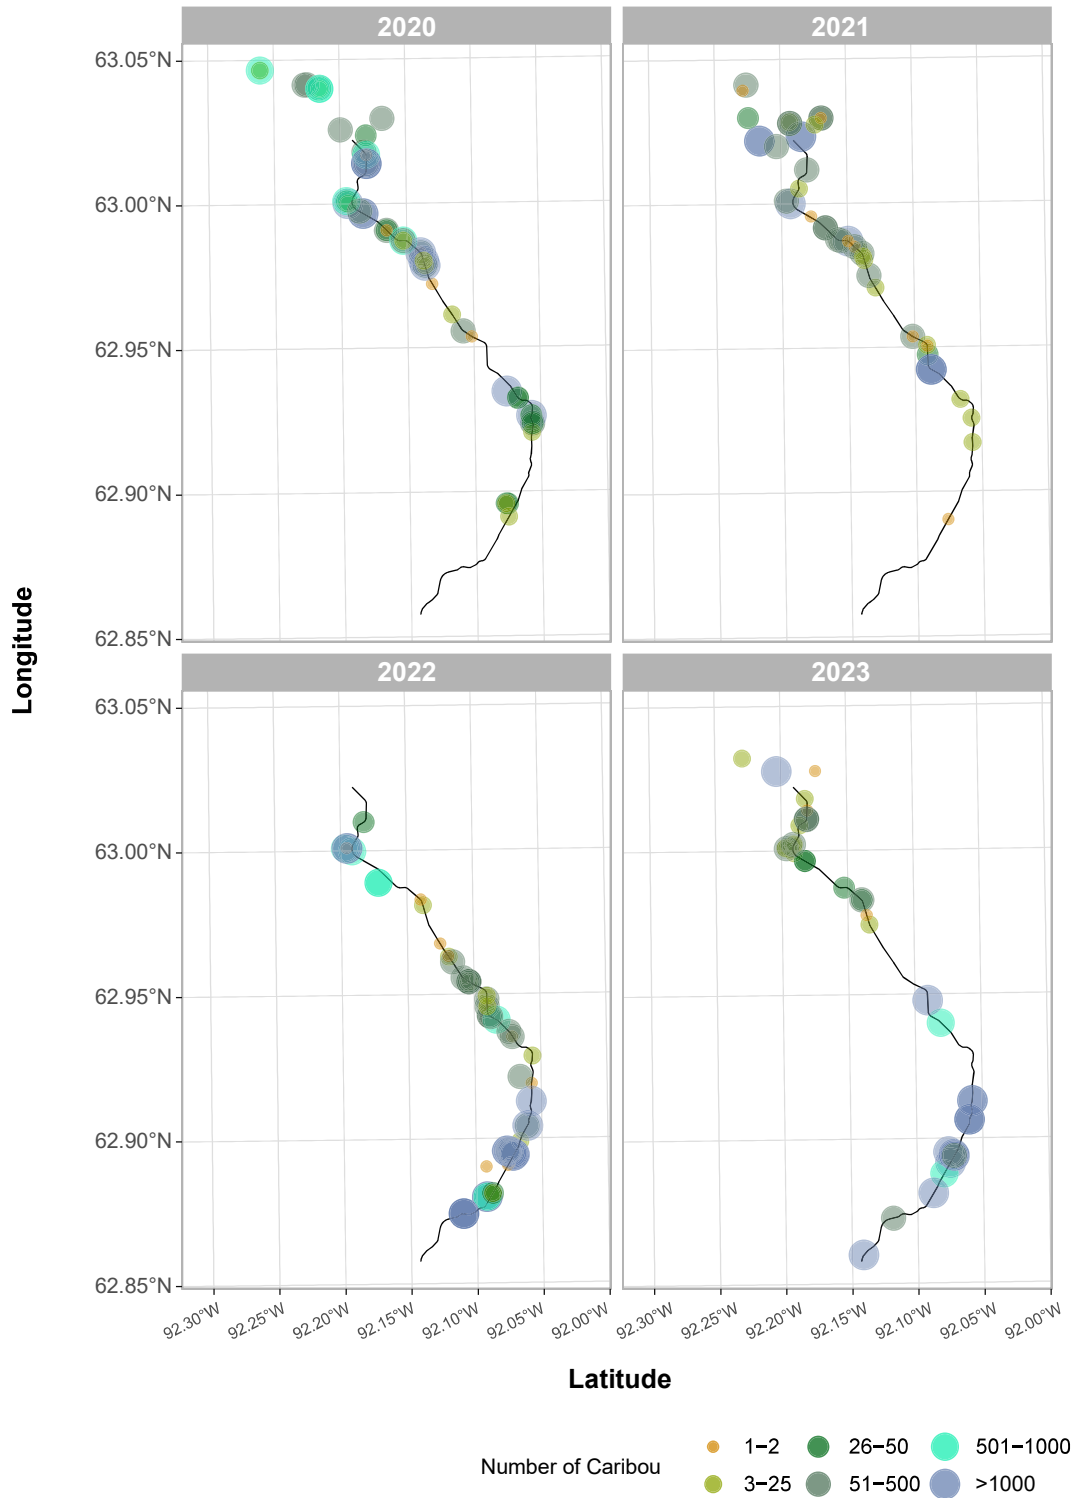 2020
2021
63.05°N
63.00°N
62.95°N
62.90°N
62.85°N
Longitude
2022
2023
63.05°N
63.00°N
62.95°N
62.90°N
62.85°N
92.30°W
92.25°W
92.20°W
92.15°W
92.10°W
92.05°W
92.00°W
92.30°W
92.25°W
92.20°W
92.15°W
92.10°W
92.05°W
92.00°W
Latitude
Number of Caribou
1−2
26−50
501−1000
3−25
51−500
>1000